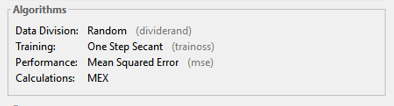 Algorithms
Data Division: Random (dividerand)
Training: One Step Secant (trainoss)
Performance: Mean Squared Error (mse)
Calculations: MEX